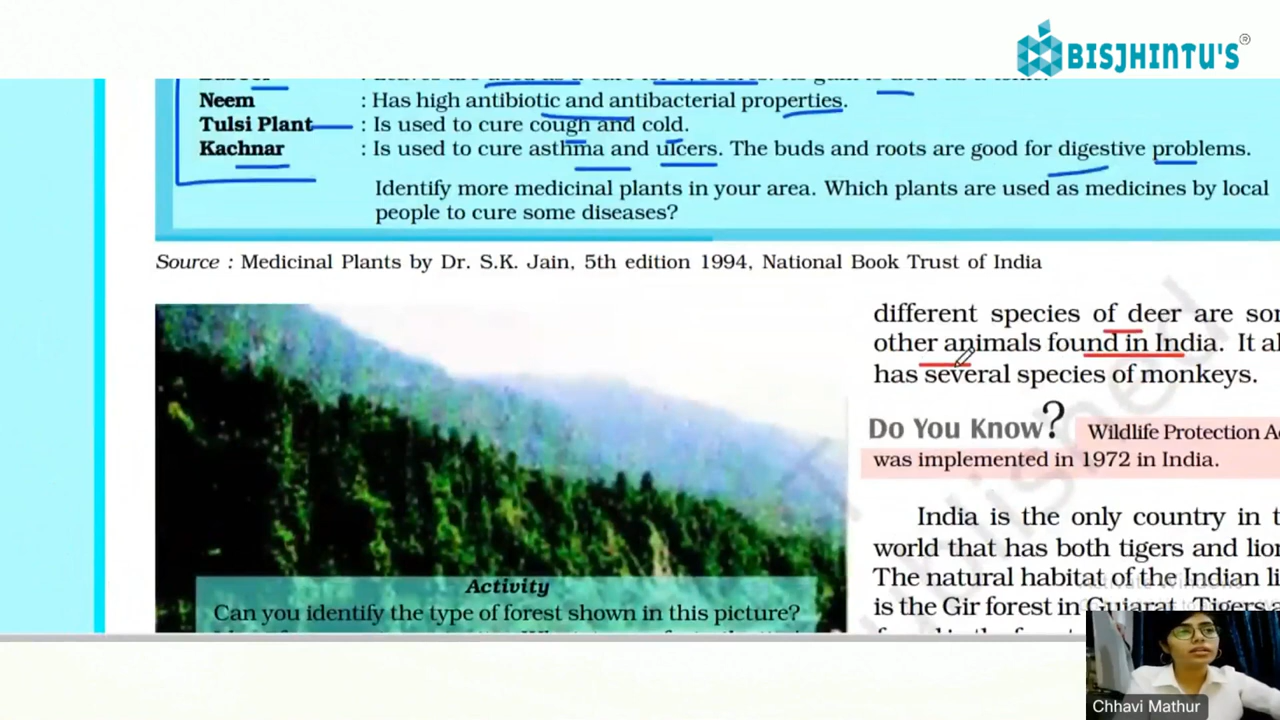 BISJHINTU'S®
Neem : Has high antibiotic and antibacterial properties.
Tulsi Plant : Is used to cure cough and cold.
Kachnar : Is used to cure asthma and ulcers. The buds and roots are good for digestive problems.
Identify more medicinal plants in your area. Which plants are used as medicines by local
people to cure some diseases?
Source : Medicinal Plants by Dr. S.K. Jain, 5th edition 1994, National Book Trust of India
different species of deer are
other animals found in India. It
has several species of monkeys.
Do You Know? Wildlife Protection
was implemented in 1972 in India.
India is the only country in
world that has both tigers and
The natural habitat of the Indian
is the Gir forest in Gujarat. Tigers
Activity
Can you identify the type of forest shown in this picture?
Chhavi Mathur